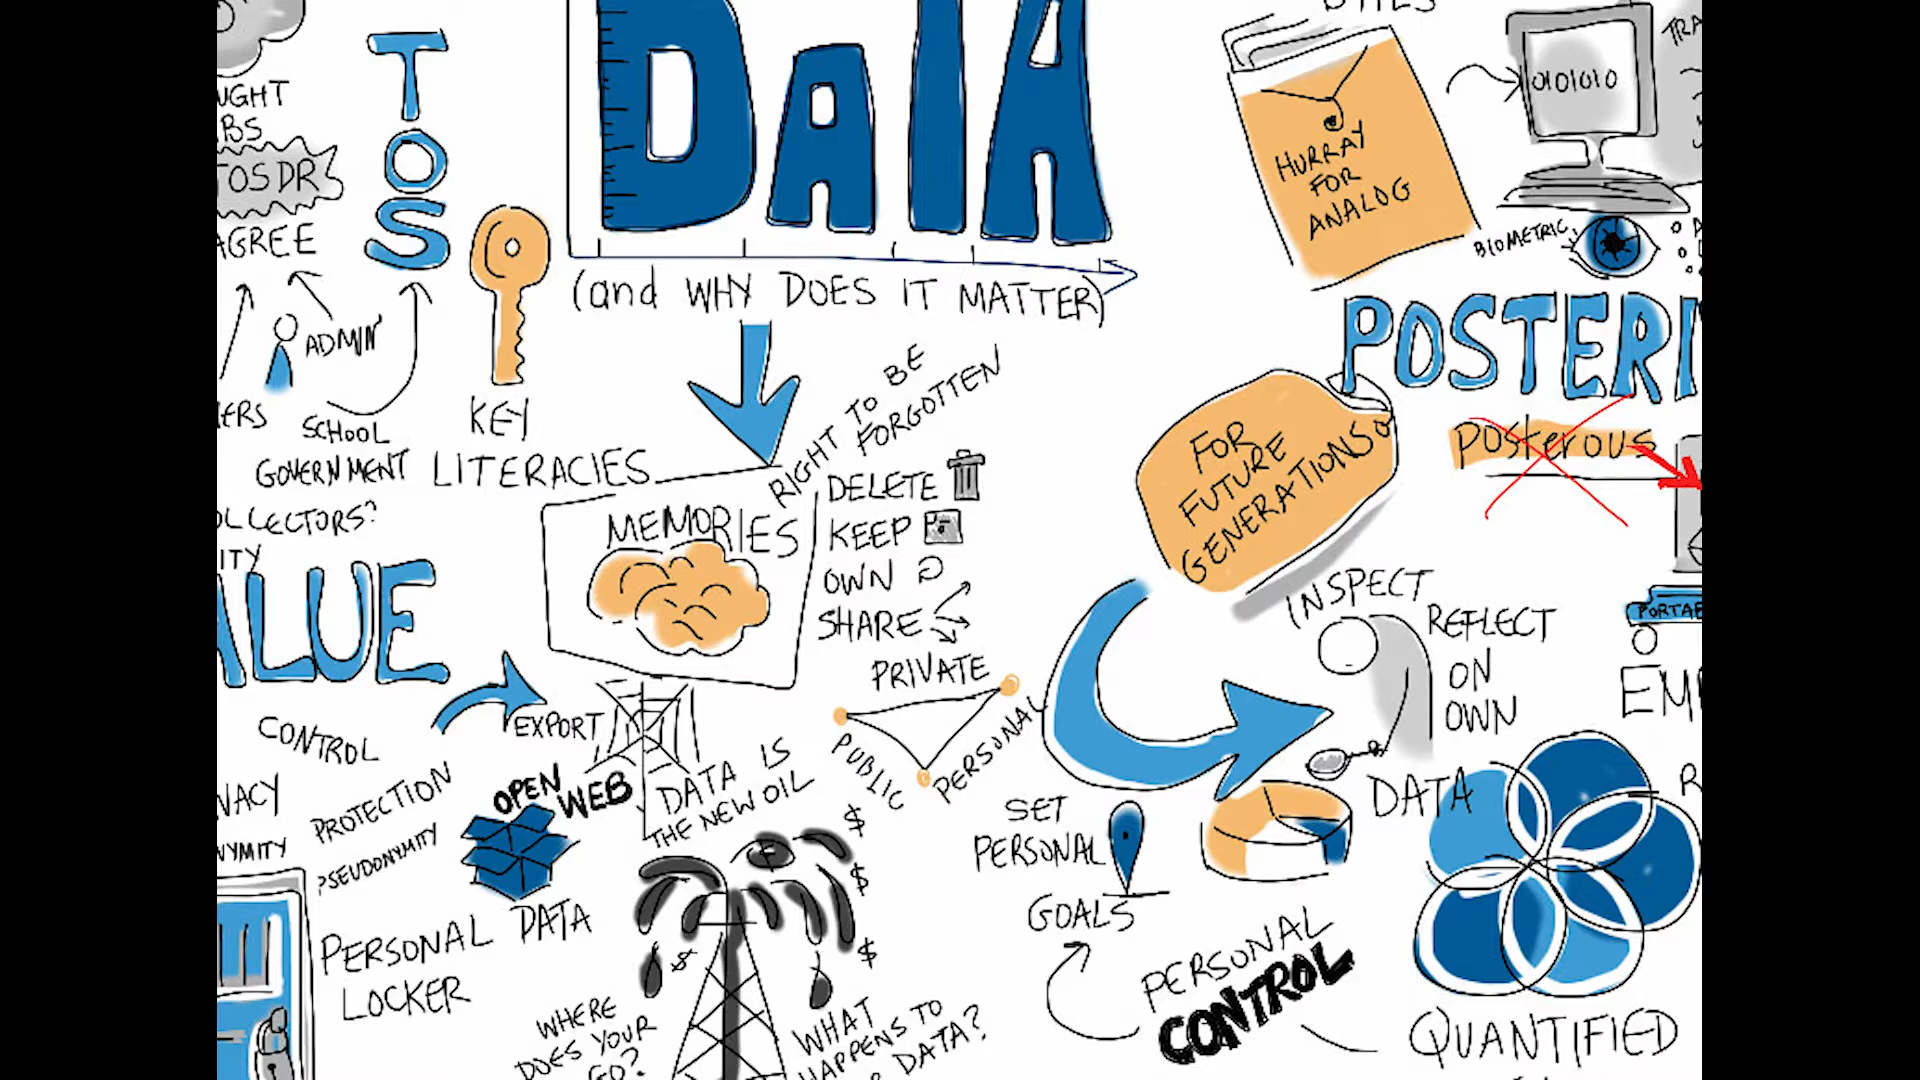 TOS
TOSDR
AGREE
ADMIN
SCHOOL
GOVERNMENT
KEY
LITERACIES
DATA
(and WHY DOES IT MATTER)
RIGHT TO BE
FORGOTTEN
MEMORIES
DELETE
KEEP
OWN
SHARE
PRIVATE
PUBLIC
PERSONAL
HURRAY
FOR
ANALOG
010101010
BIOMETRIC
posterous
FOR
FUTURE
GENERATIONS
INSPECT
REFLECT
ON
OWN
DATA
CONTROL
EXPORT
OPEN
WEB
PROTECTION
PSEUDONYMITY
PERSONAL DATA
LOCKER
DATA IS
THE NEW OIL
$
$
$
$
WHERE
DOES YOUR
GO?
WHAT
HAPPENS TO
DATA?
SET
PERSONAL
GOALS
PERSONAL
CONTROL
QUANTIFIED